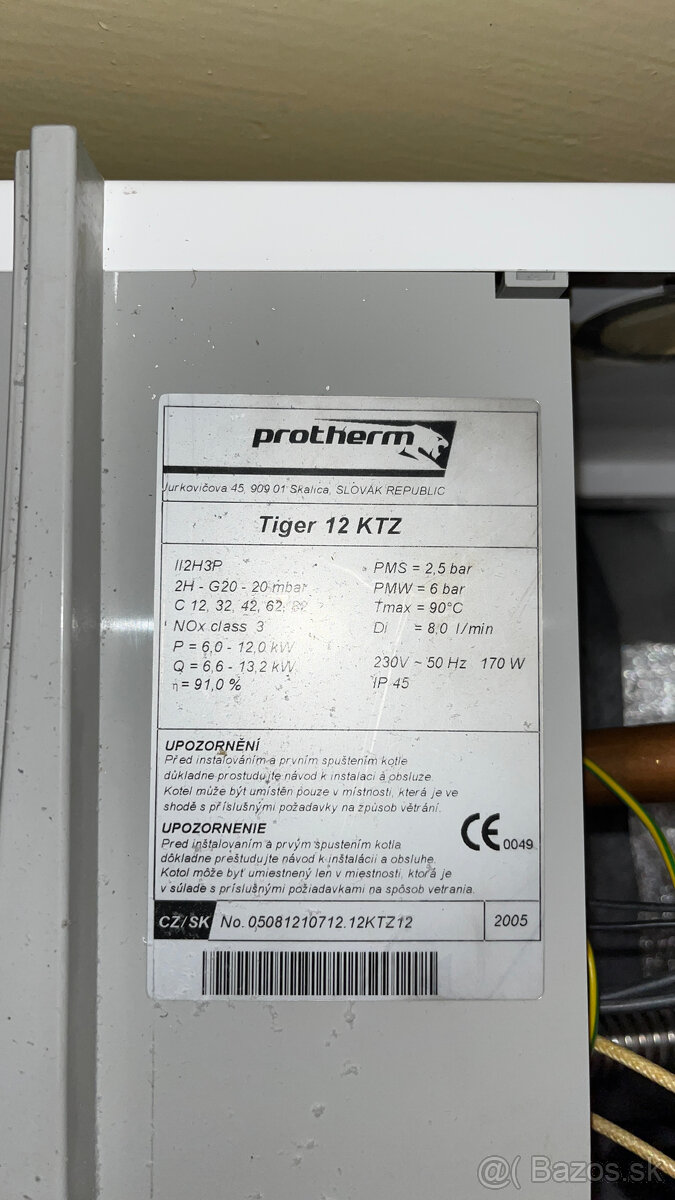 protherm
Jurkovičova 45, 909 01 Skalica, SLOVAK REPUBLIC
Tiger 12 KTZ
II2H3P
2H - G20 - 20 mbar
C 12, 32, 42, 62, 82
NOx class 3
P = 6,0 - 12,0 kW
Q = 6,6 - 13,2 kW
η = 91,0 %
PMS = 2,5 bar
PMW = 6 bar
Tmax = 90°C
Di = 8,0 l/min
230V ~ 50 Hz 170 W
IP 45
UPOZORNĚNÍ
Před instalováním a prvním spuštením kotle
důkladne prostudujte návod k instalaci a obsluze.
Kotel může být umístěn pouze v místnosti, která je ve
shodě s příslušnými požadavky na způsob větrání.
UPOZORNENIE
Pred inštalovaním a prvým spustením kotla
dôkladne preštudujte návod k inštalácii a obsluhe.
Kotol môže byť umiestnený len v miestnosti, ktorá je
v súlade s príslušnými požiadavkami na spôsob vetrania.
CE 0049
CZ/SK No. 05081210712.12KTZ12 2005
@( Bazos.sk